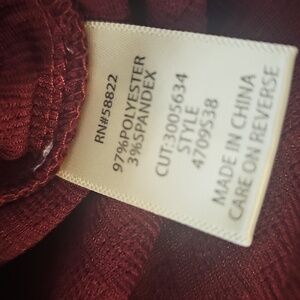 RN#58822
97%POLYESTER
3%SPANDEX
CUT:3005634
STYLE
4709538
MADE IN CHINA
CARE ON REVERSE